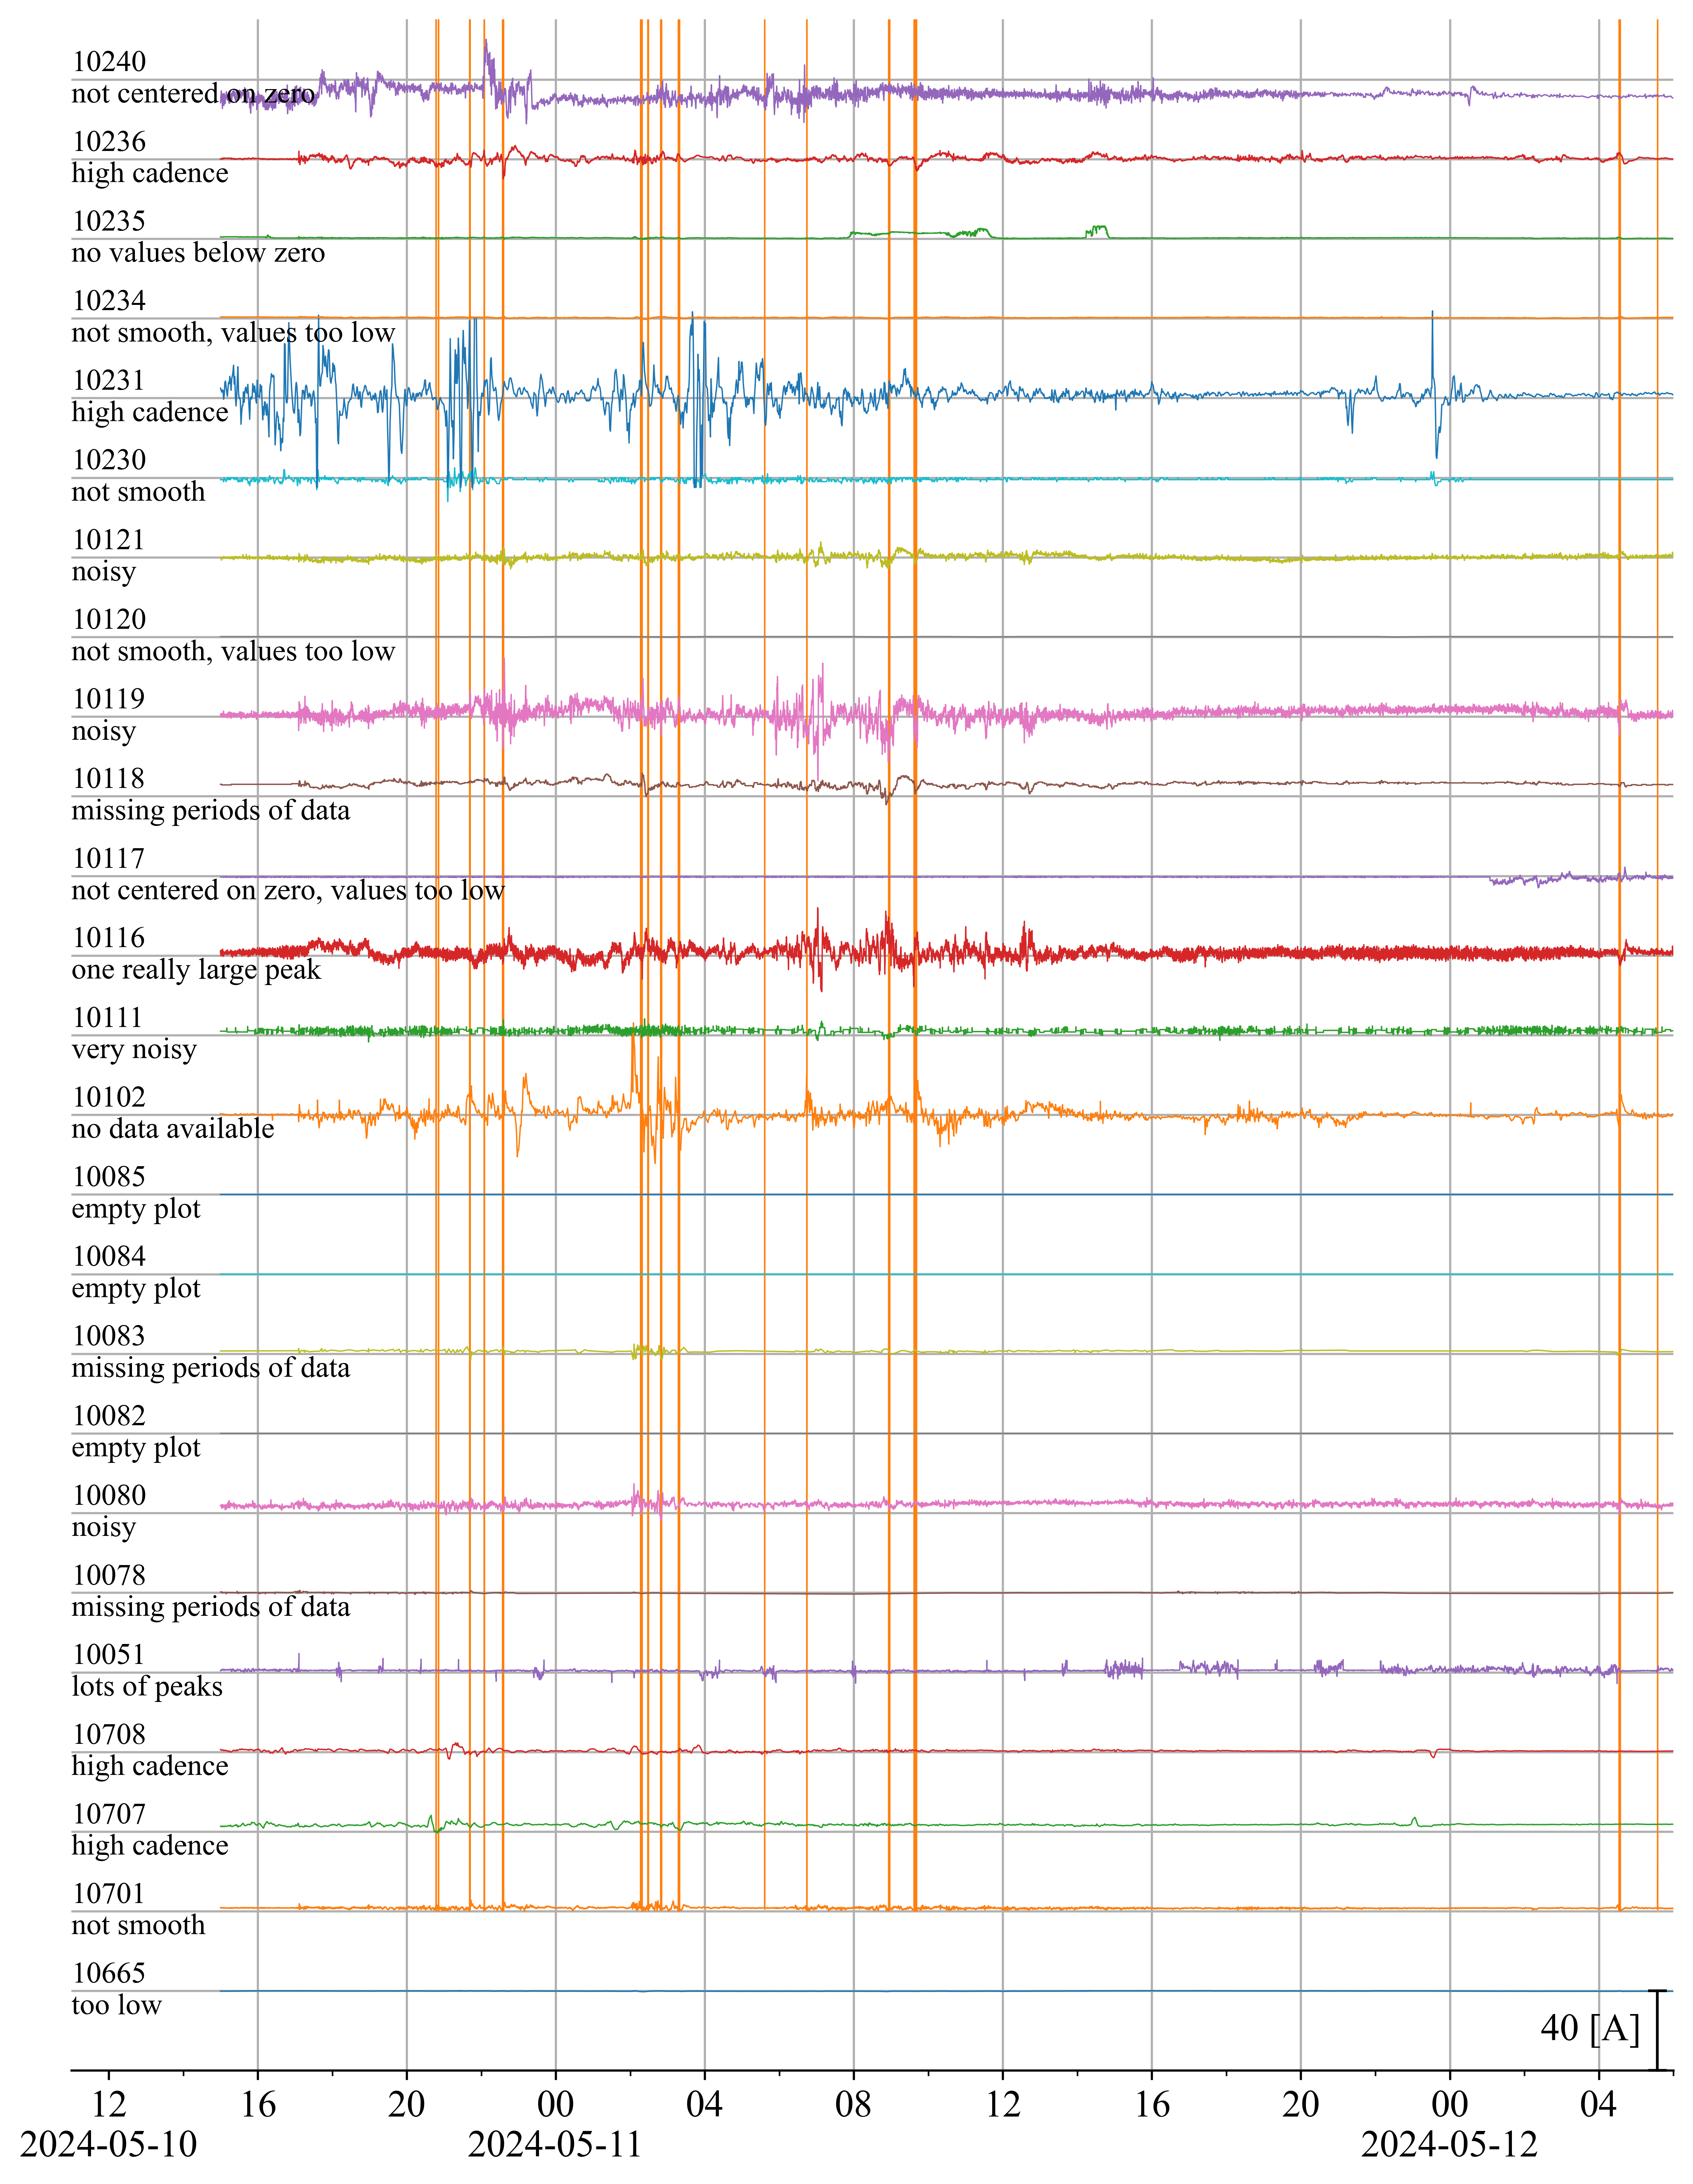 10240
not centered on zero
10236
high cadence
10235
no values below zero
10234
not smooth, values too low
10231
high cadence
10230
not smooth
10121
noisy
10120
not smooth, values too low
10119
noisy
10118
missing periods of data
10117
not centered on zero, values too low
10116
one really large peak
10111
very noisy
10102
no data available
10085
empty plot
10084
empty plot
10083
missing periods of data
10082
empty plot
10080
noisy
10078
missing periods of data
10051
lots of peaks
10708
high cadence
10707
high cadence
10701
not smooth
10665
too low
40 [A]
12 16 20 00 04 08 12 16 20 00 04
2024-05-10 2024-05-11 2024-05-12